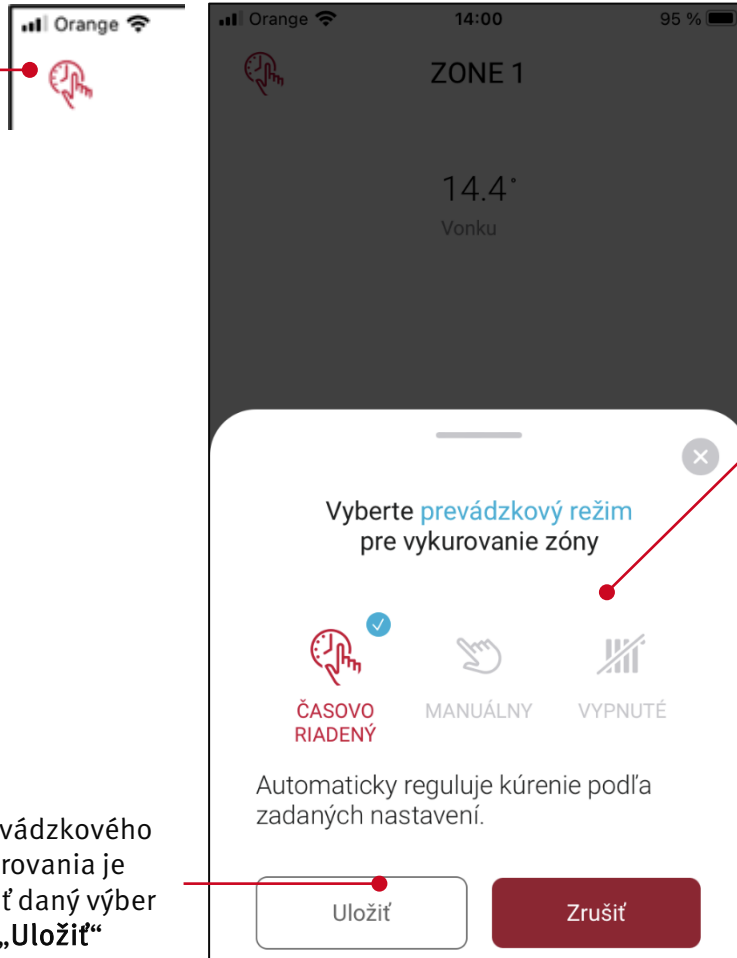 Orange
Orange 14:00 95 %
ZONE 1
14.4°
Vonku
Vyberte prevádzkový režim
pre vykurovanie zóny
ČASOVO
RIADENÝ
MANUÁLNY
VYPNUTÉ
Automaticky reguluje kúrenie podľa
zadaných nastavení.
Uložiť
Zrušiť
vádzkového
rovania je
ť daný výber
„Uložiť“